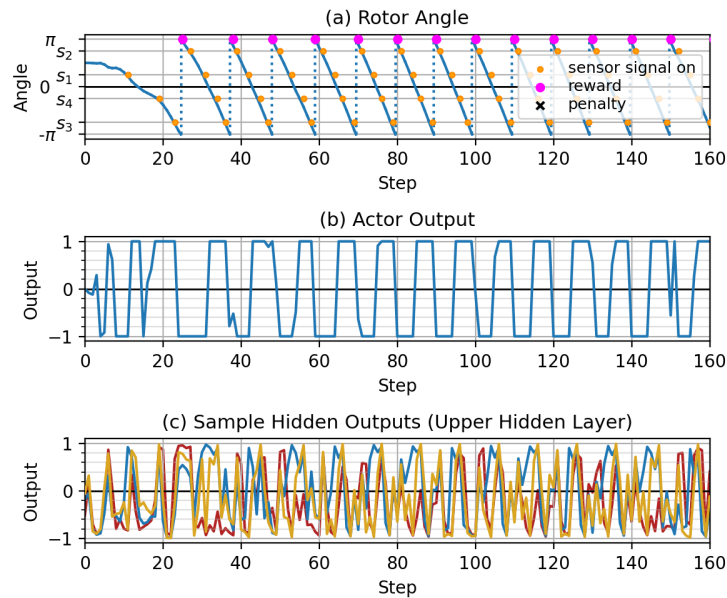 (a) Rotor Angle
π
s₂
s₁
0
s₄
s₃
-π
Angle
sensor signal on
reward
penalty
0 20 40 60 80 100 120 140 160
Step
(b) Actor Output
1
0
−1
Output
0 20 40 60 80 100 120 140 160
Step
(c) Sample Hidden Outputs (Upper Hidden Layer)
1
0
−1
Output
0 20 40 60 80 100 120 140 160
Step